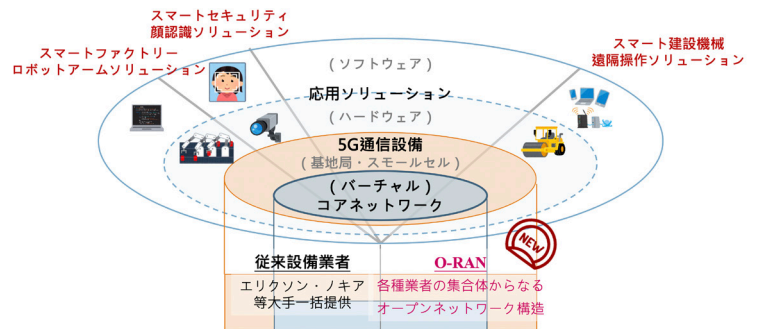 スマートセキュリティ
顔認識ソリューション
スマートファクトリー
ロボットアームソリューション
スマート建設機械
遠隔操作ソリューション
(ソフトウェア)
応用ソリューション
(ハードウェア)
5G通信設備
(基地局・スモールセル)
(バーチャル)
コアネットワーク
NEW
従来設備業者
エリクソン・ノキア
等大手一括提供
O-RAN
各種業者の集合体からなる
オープンネットワーク構造